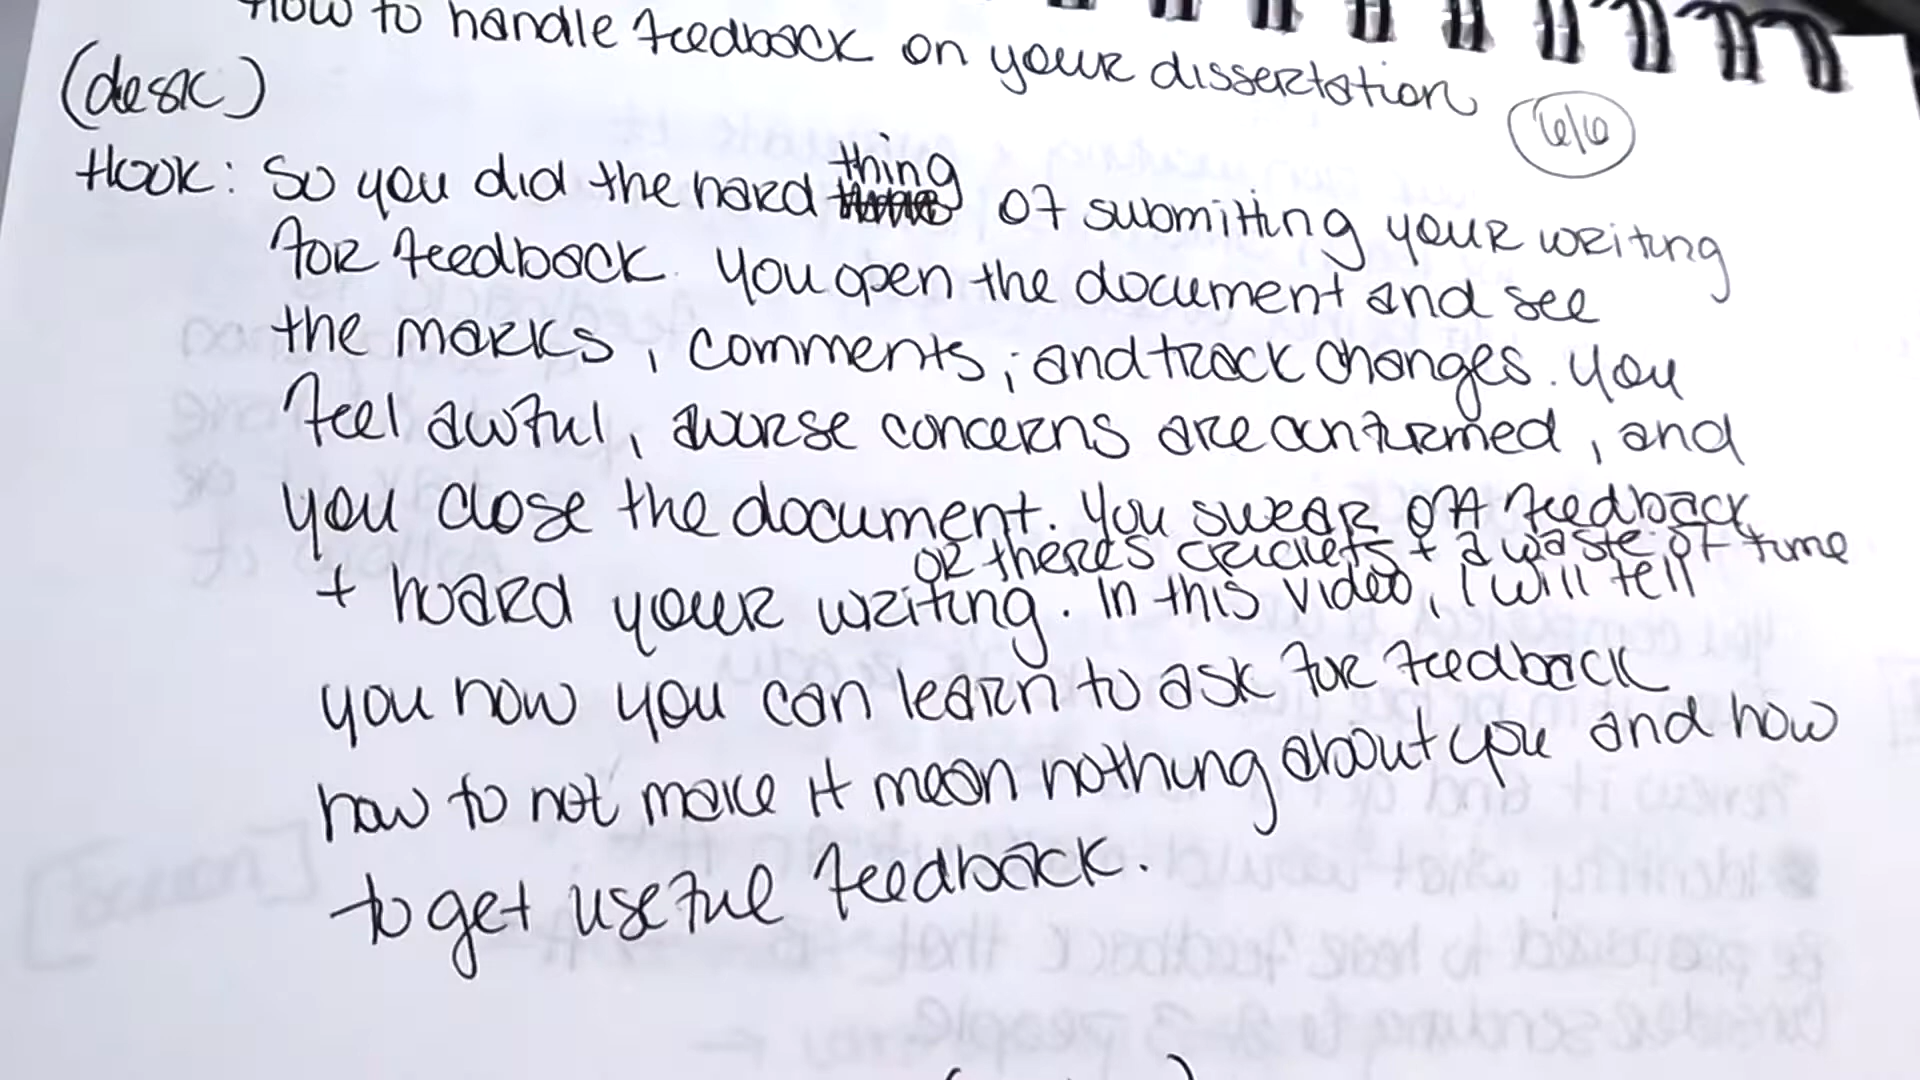 How to handle feedback on your dissertation
(desk)
6/6
Hook: So you did the hard thing of submitting your writing
for feedback. You open the document and see
the marks, comments, and track changes. You
feel awful, worse concerns are confirmed, and
you close the document. You swear off feedback
or there's crickets + a waste of time
+ hoard your writing. In this video, I will tell
you how you can learn to ask for feedback
how to not make it mean nothing about you and how
to get useful feedback.